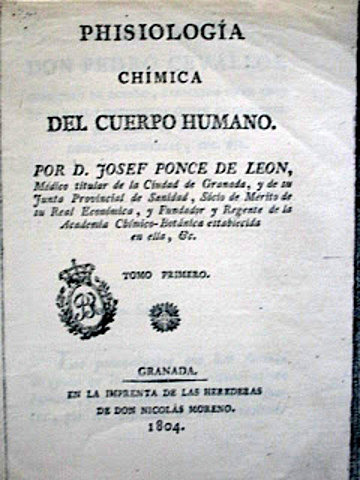 PHISIOLOGÍA
CHÍMICA
DEL CUERPO HUMANO.
POR D. JOSEF PONCE DE LEON,
Médico titular de la Ciudad de Granada, y de su
Junta Provincial de Sanidad, Socio de Mérito de
su Real Económica, y Fundador y Regente de la
Academia Chímico-Botánica establecida
en ella, &c.
TOMO PRIMERO.
GRANADA.
EN LA IMPRENTA DE LAS HEREDERAS
DE DON NICOLÁS MORENO.
1804.